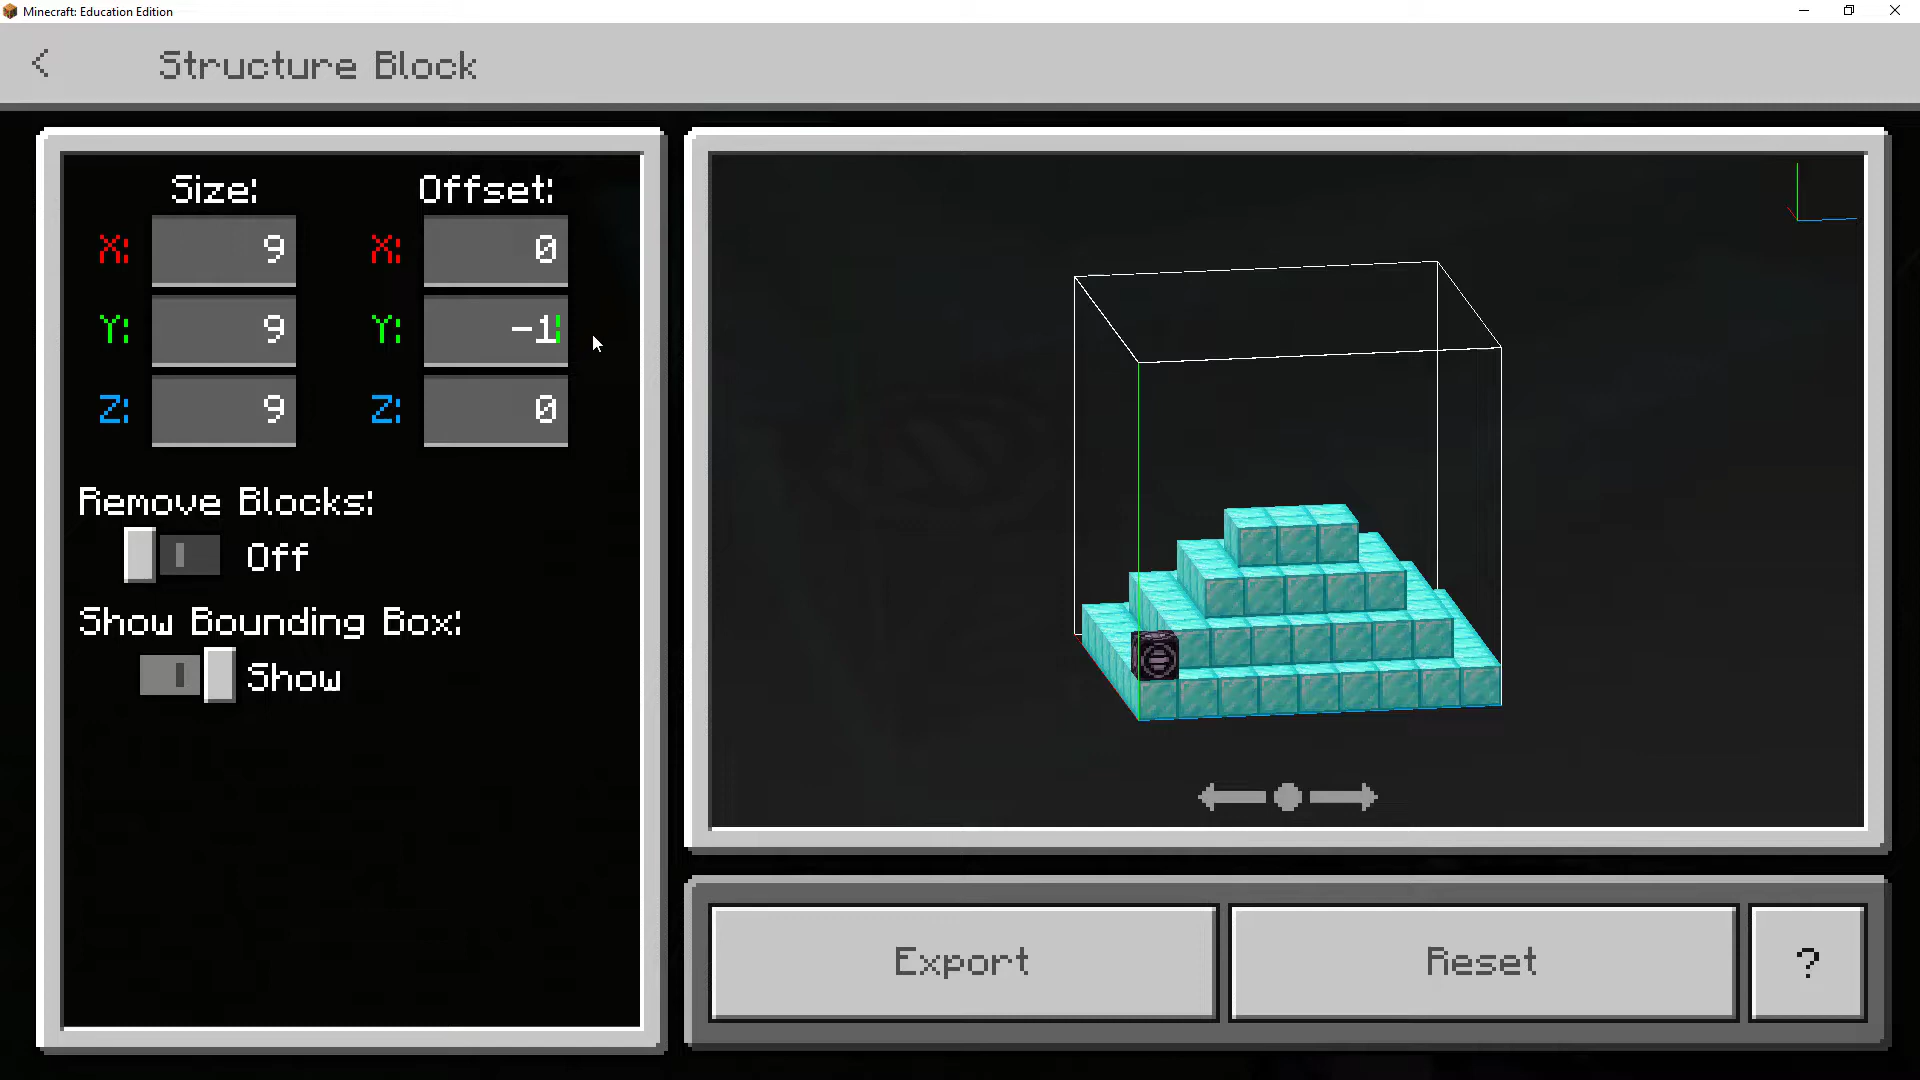 Minecraft: Education Edition
Structure Block
Size: Offset:
X: 9 X: 0
Y: 9 Y: -1
Z: 9 Z: 0
Remove Blocks:
Off
Show Bounding Box:
Show
Export Reset ?